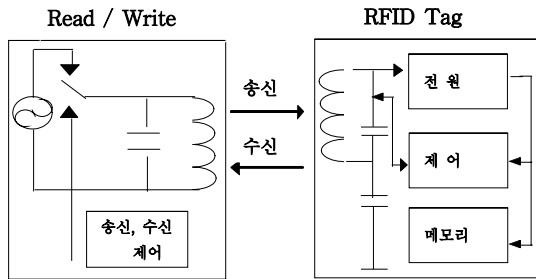 Read / Write
RFID Tag
송신
수신
송신, 수신
제어
전 원
제 어
메모리